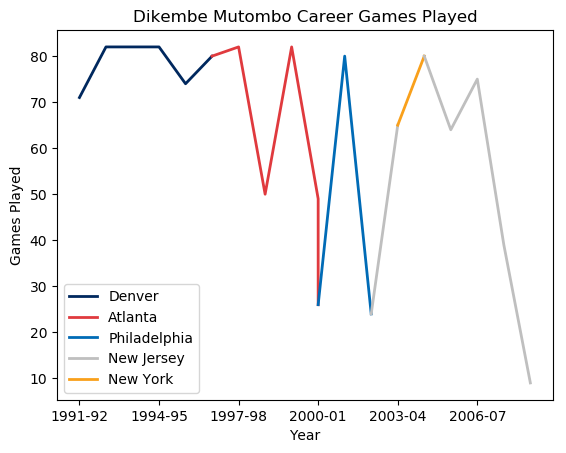 Dikembe Mutombo Career Games Played
Games Played
80
70
60
50
40
30
20
10
Denver
Atlanta
Philadelphia
New Jersey
New York
1991-92 1994-95 1997-98 2000-01 2003-04 2006-07
Year